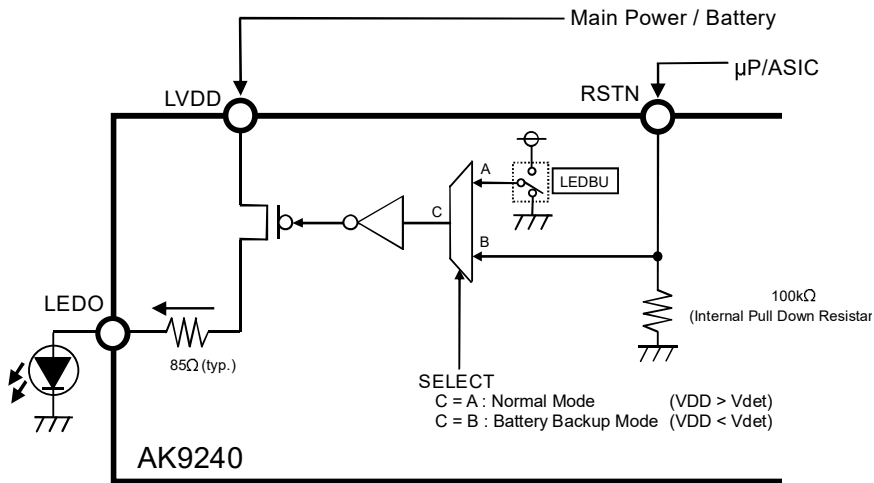 Main Power / Battery
µP/ASIC
LVDD
RSTN
A
LEDBU
C
B
LEDO
85Ω (typ.)
100kΩ
(Internal Pull Down Resistar
SELECT
C = A : Normal Mode (VDD > Vdet)
C = B : Battery Backup Mode (VDD < Vdet)
AK9240